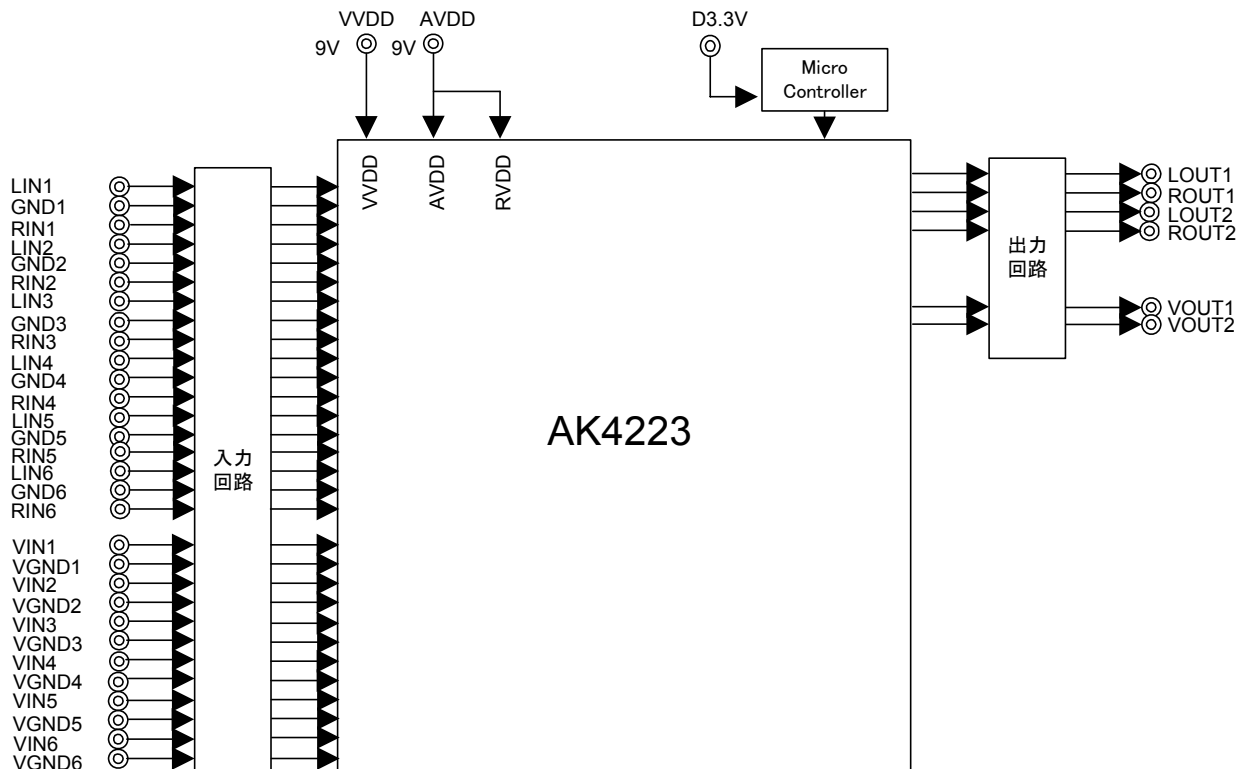 VVDD
AVDD
D3.3V
9V
9V
Micro
Controller
VVDD
AVDD
RVDD
LIN1
GND1
RIN1
LIN2
GND2
RIN2
LIN3
GND3
RIN3
LIN4
GND4
RIN4
LIN5
GND5
RIN5
LIN6
GND6
RIN6
VIN1
VGND1
VIN2
VGND2
VIN3
VGND3
VIN4
VGND4
VIN5
VGND5
VIN6
VGND6
入力
回路
AK4223
出力
回路
LOUT1
ROUT1
LOUT2
ROUT2
VOUT1
VOUT2